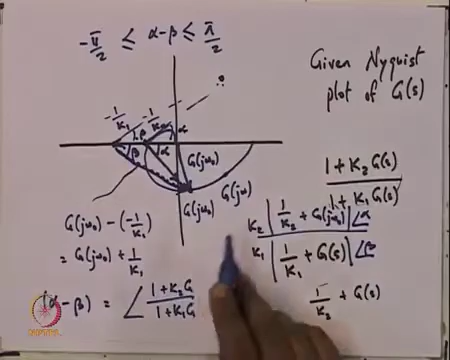 -π/2 ≤ α-β ≤ π/2
Given Nyquist
plot of G(s)
-1/K₁
-1/K₂
β
α
α
β
G(jω₀)
G(jω)
G(jω₀)
1+K₂G(s)
1+K₁G(s)
G(jω₀) - (-1/K₁)
= G(jω₀) + 1/K₁
K₂ |1/K₂ + G(jω₀)| ∠α
K₁ |1/K₁ + G(s)| ∠β
1/K₂ + G(s)
(α-β) = ∠ 1+K₂G
1+K₁G
NPTEL